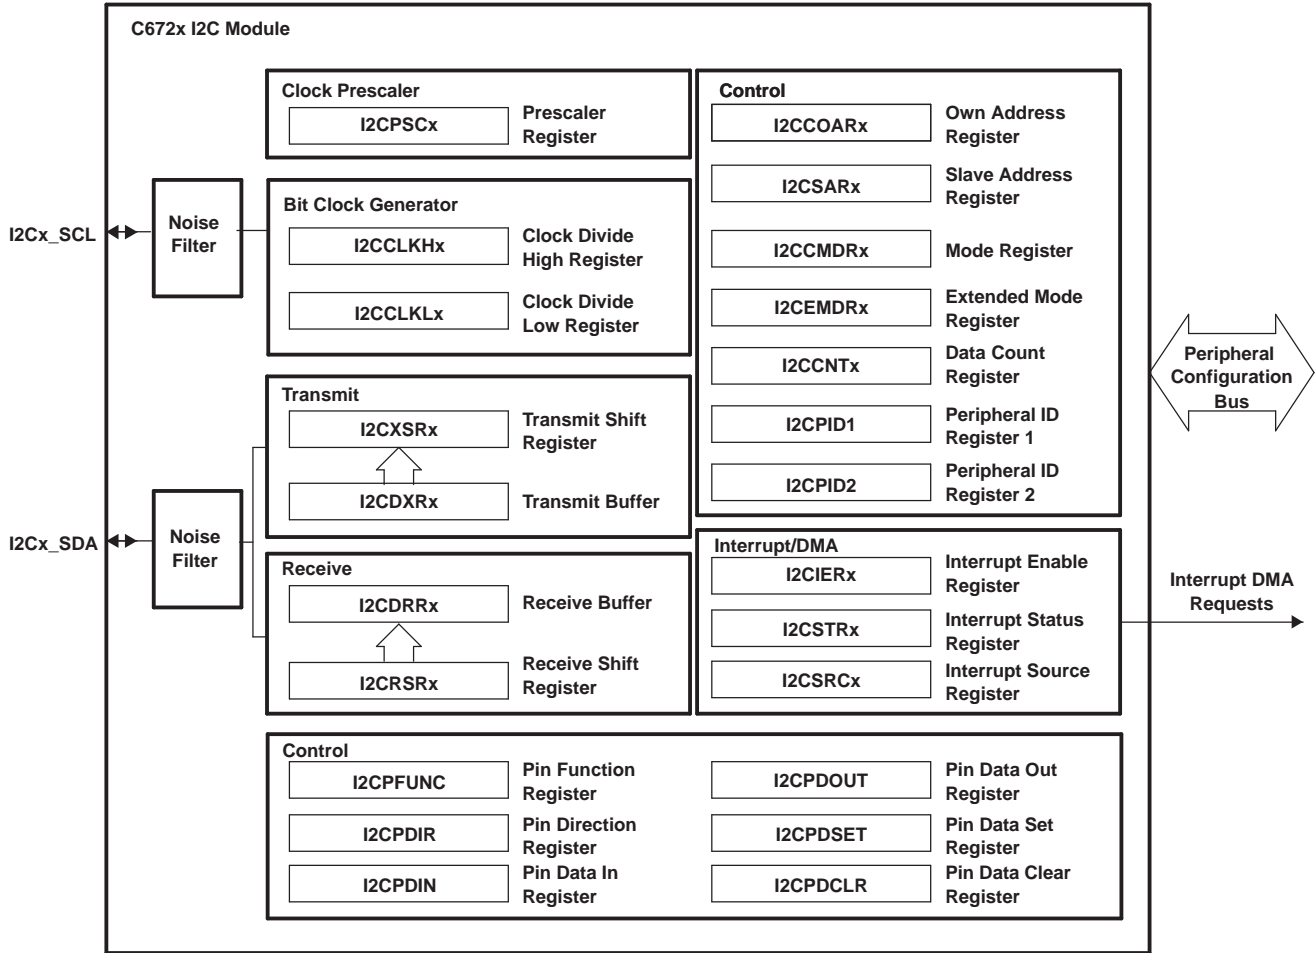 C672x I2C Module
Clock Prescaler
I2CPSCx
Prescaler
Register
I2Cx_SCL
Noise
Filter
Bit Clock Generator
I2CCLKHx
Clock Divide
High Register
I2CCLKLx
Clock Divide
Low Register
Transmit
I2CXSRx
Transmit Shift
Register
I2CDXRx
Transmit Buffer
I2Cx_SDA
Noise
Filter
Receive
I2CDRRx
Receive Buffer
I2CRSRx
Receive Shift
Register
Control
I2CCOARx
Own Address
Register
I2CSARx
Slave Address
Register
I2CCMDRx
Mode Register
I2CEMDRx
Extended Mode
Register
I2CCNTx
Data Count
Register
I2CPID1
Peripheral ID
Register 1
I2CPID2
Peripheral ID
Register 2
Interrupt/DMA
I2CIERx
Interrupt Enable
Register
I2CSTRx
Interrupt Status
Register
I2CSRCx
Interrupt Source
Register
Peripheral
Configuration
Bus
Interrupt DMA
Requests
Control
I2CPFUNC
Pin Function
Register
I2CPDIR
Pin Direction
Register
I2CPDIN
Pin Data In
Register
I2CPDOUT
Pin Data Out
Register
I2CPDSET
Pin Data Set
Register
I2CPDCLR
Pin Data Clear
Register